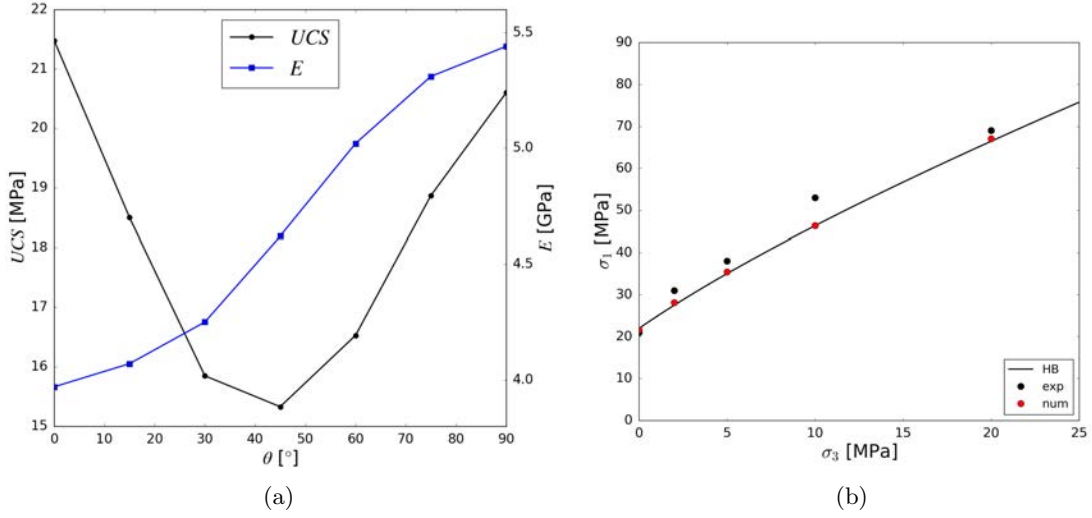 22
21
20
19
18
17
16
15
UCS [MPa]
UCS
E
5.5
5.0
4.5
4.0
E [GPa]
0 10 20 30 40 50 60 70 80 90
θ [°]
(a)
90
80
70
60
50
40
30
20
10
0
σ₁ [MPa]
HB
exp
num
0 5 10 15 20 25
σ₃ [MPa]
(b)